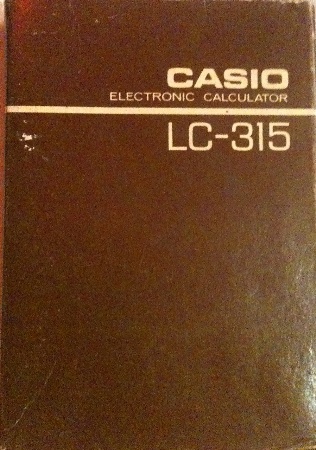 CASIO
ELECTRONIC CALCULATOR
LC-315